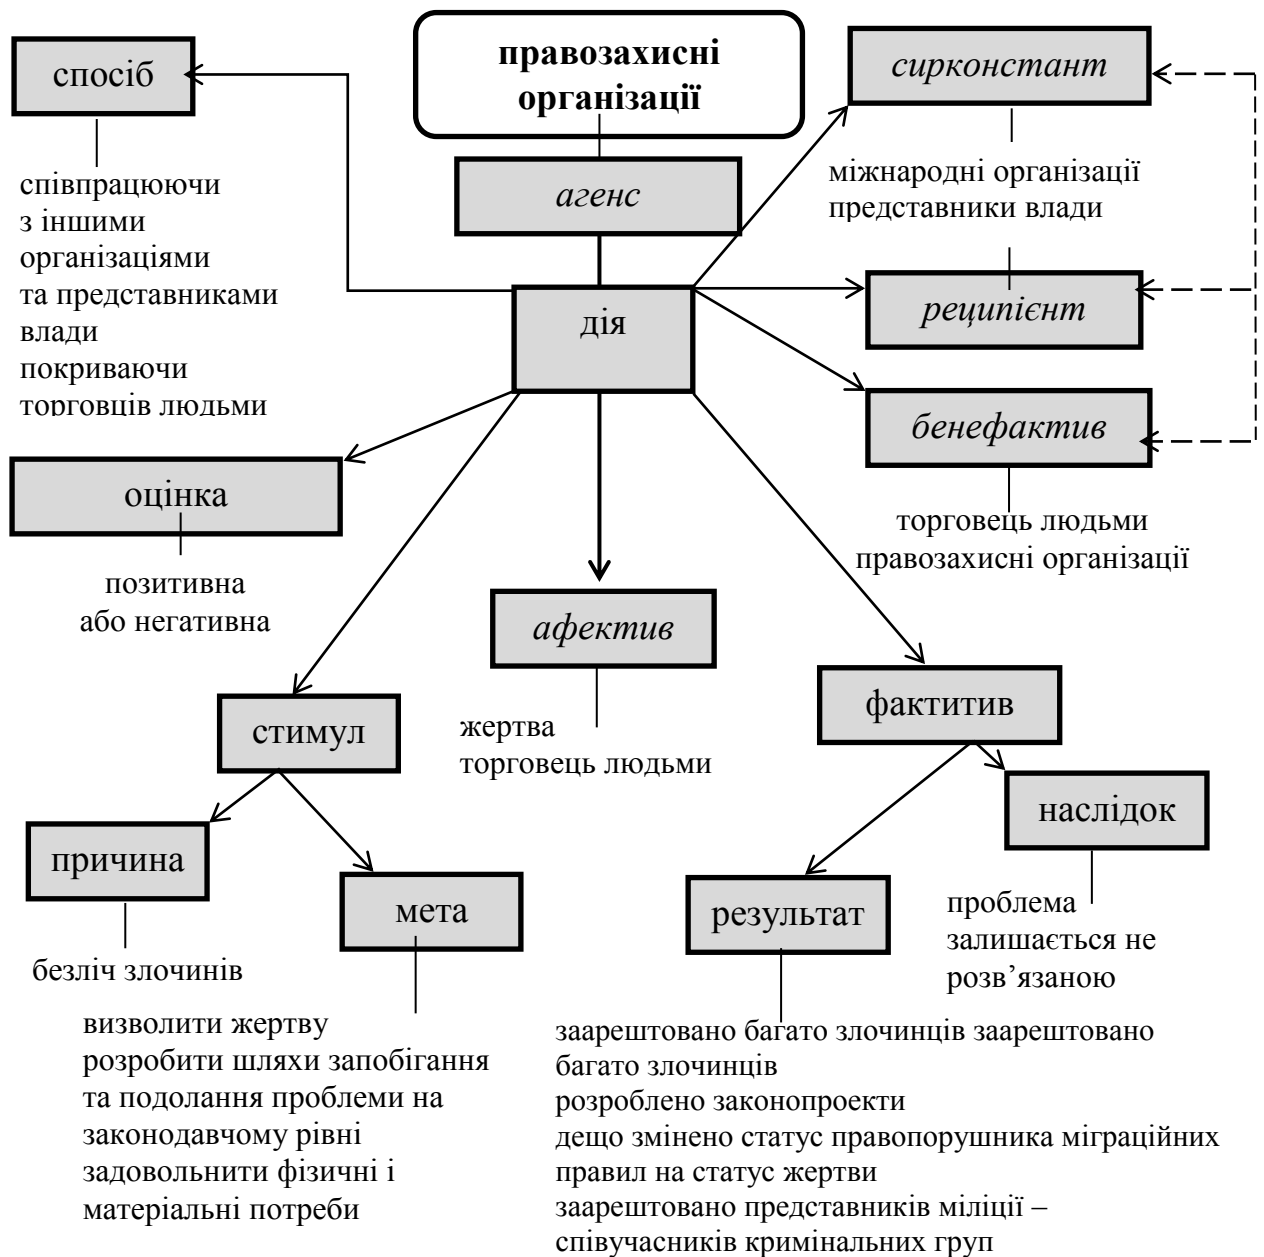 правозахисні
організації
спосіб
сирконстант
агенс
співпрацюючи
з іншими
організаціями
та представниками
влади
покриваючи
торговців людьми
міжнародні організації
представники влади
дія
реципієнт
бенефактив
оцінка
торговець людьми
правозахисні організації
позитивна
або негативна
афектив
фактитив
стимул
жертва
торговець людьми
наслідок
причина
мета
результат
проблема
залишається не
розв’язаною
безліч злочинів
визволити жертву
розробити шляхи запобігання
та подолання проблеми на
законодавчому рівні
задовольнити фізичні і
матеріальні потреби
заарештовано багато злочинців заарештовано
багато злочинців
розроблено законопроекти
дещо змінено статус правопорушника міграційних
правил на статус жертви
заарештовано представників міліції –
співучасників кримінальних груп